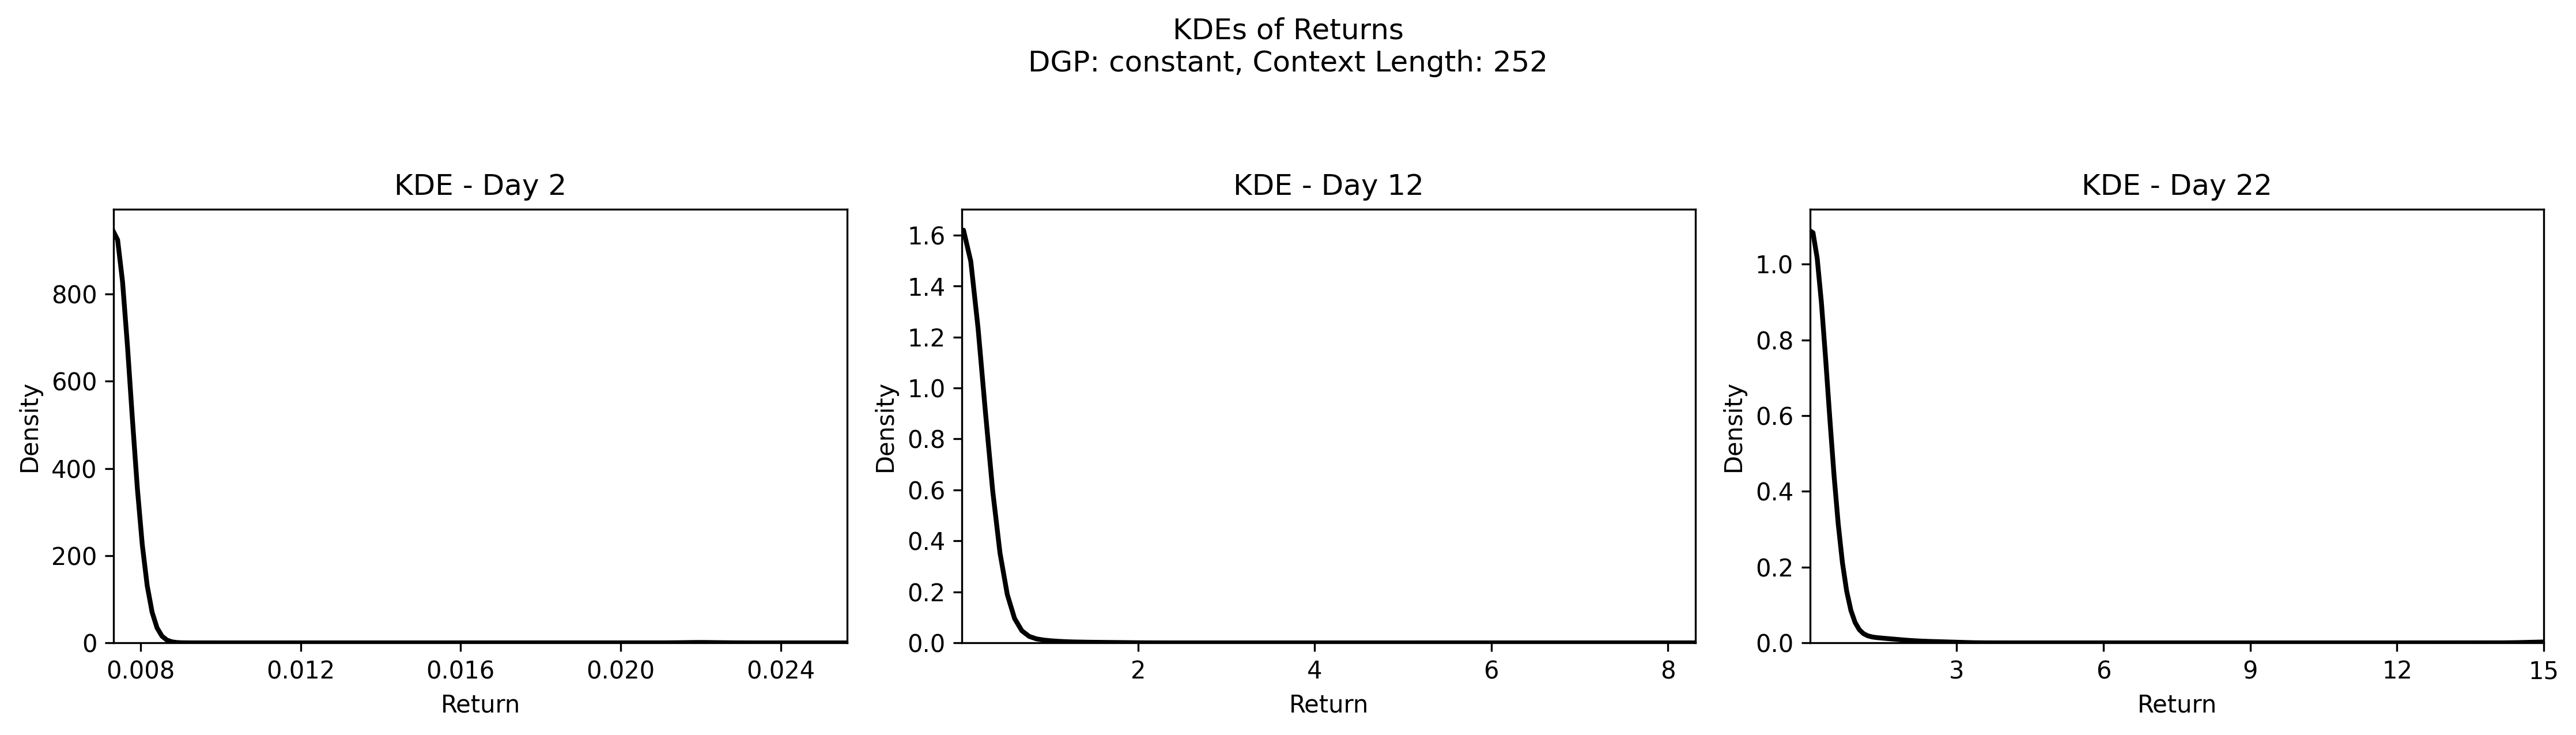 KDEs of Returns
DGP: constant, Context Length: 252
KDE - Day 2
Density
800
600
400
200
0
0.008 0.012 0.016 0.020 0.024
Return
KDE - Day 12
Density
1.6
1.4
1.2
1.0
0.8
0.6
0.4
0.2
0.0
2 4 6 8
Return
KDE - Day 22
Density
1.0
0.8
0.6
0.4
0.2
0.0
3 6 9 12 15
Return